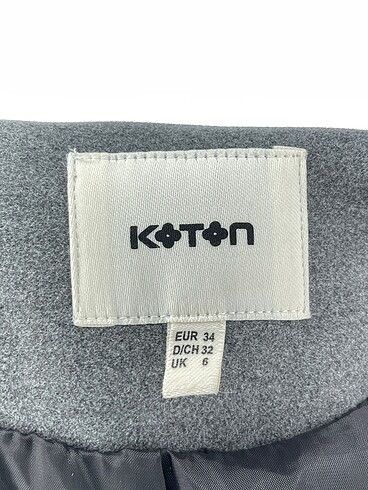 KOTON
EUR 34
D/CH 32
UK 6